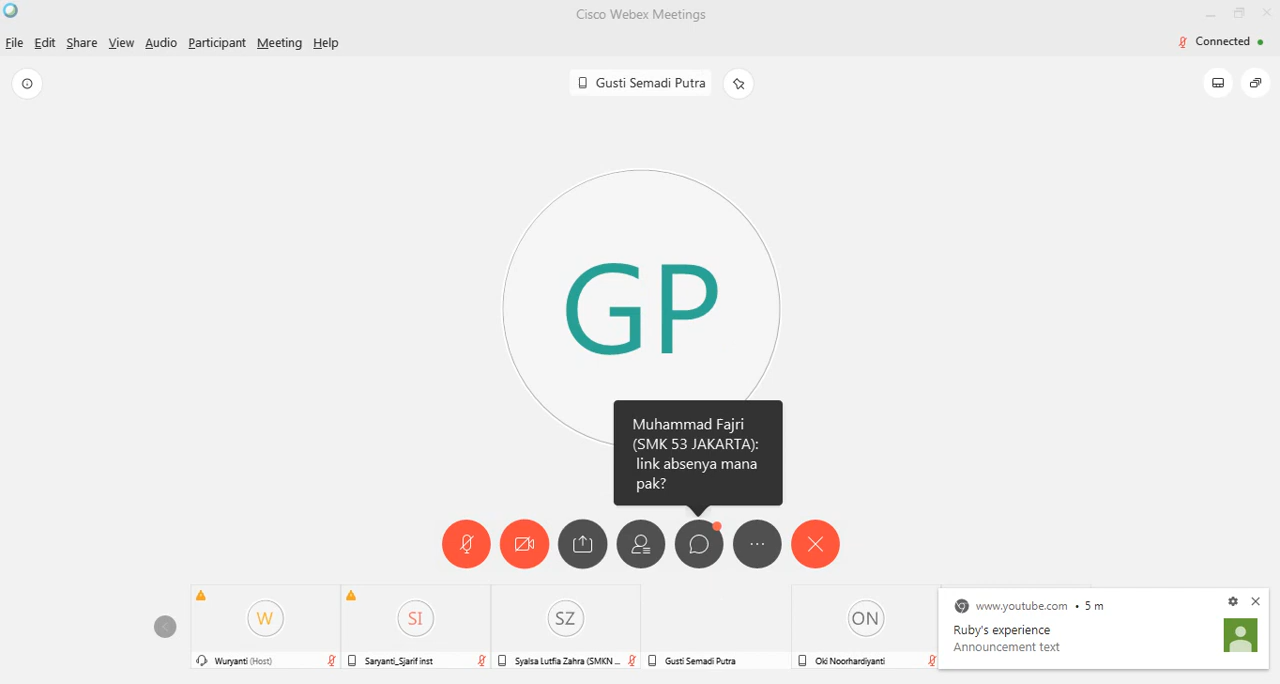 Cisco Webex Meetings
File Edit Share View Audio Participant Meeting Help
Connected
Gusti Semadi Putra
GP
Muhammad Fajri
(SMK 53 JAKARTA):
link absenya mana
pak?
W
SI
SZ
ON
Wuryanti (Host)
Saryanti_Sjarif inst
Syalsa Lutfia Zahra (SMKN ...
Gusti Semadi Putra
Oki Noorhardiyanti
www.youtube.com • 5 m
Ruby's experience
Announcement text